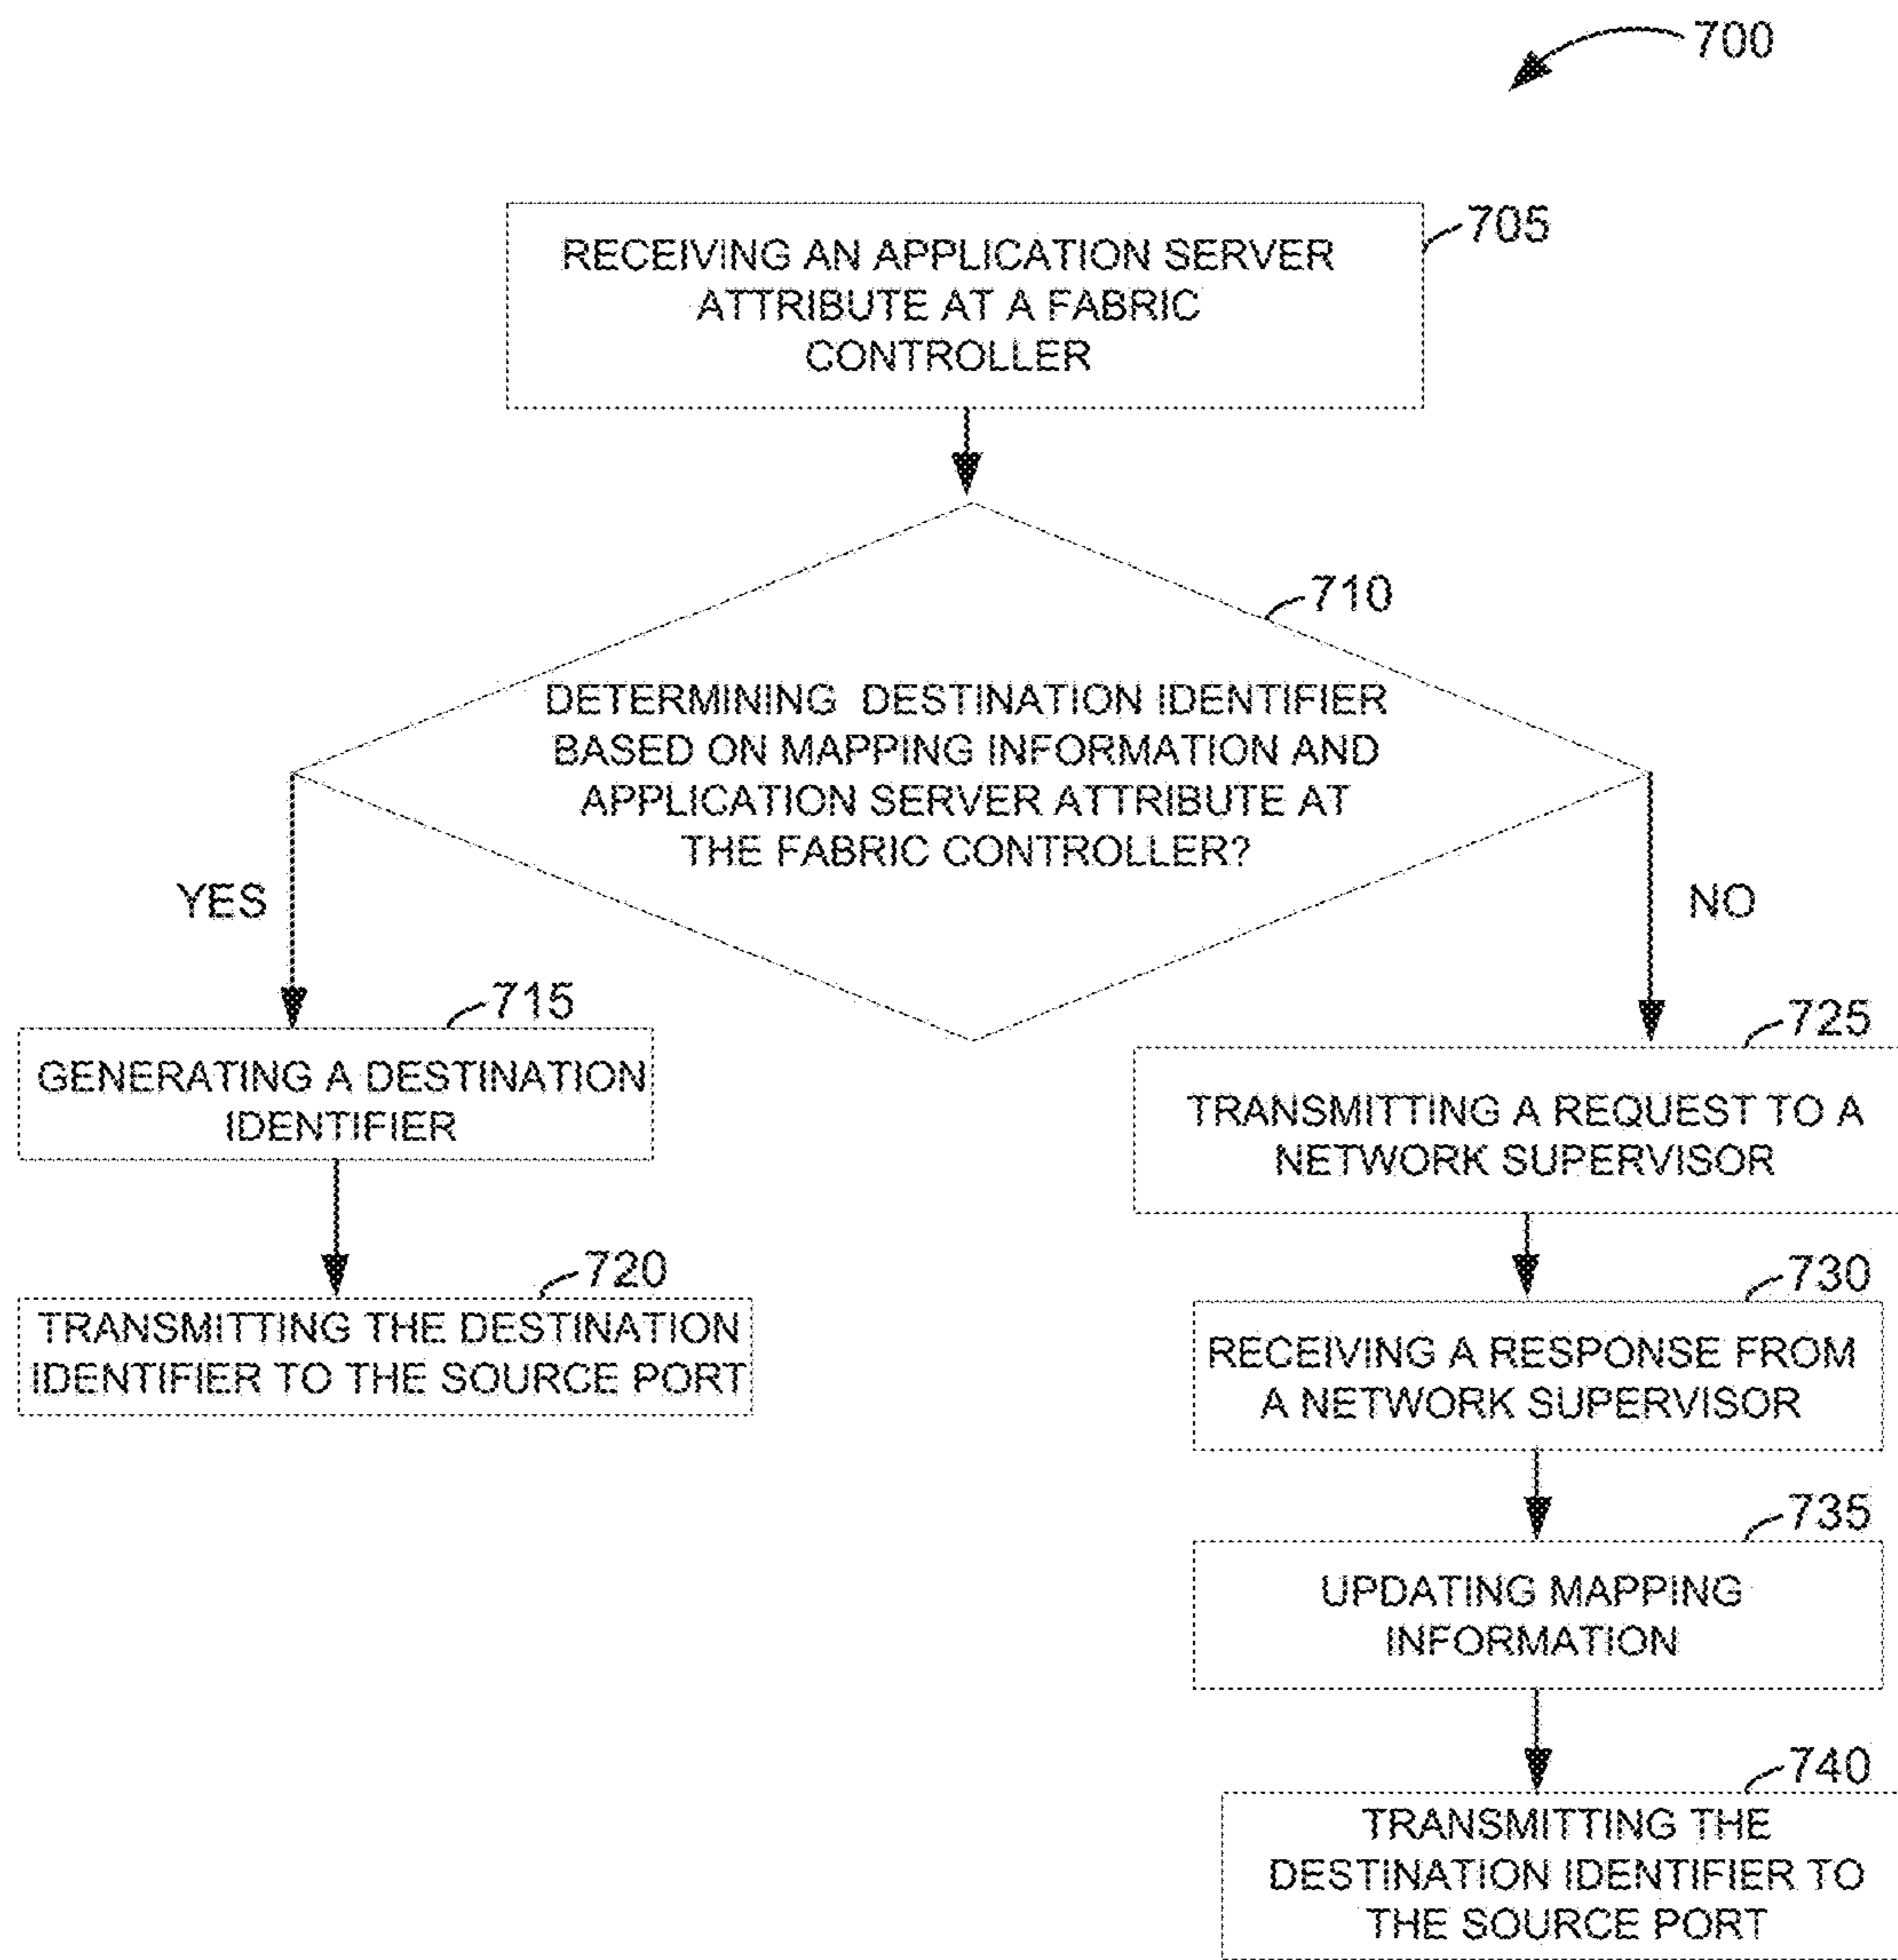 700
705
RECEIVING AN APPLICATION SERVER
ATTRIBUTE AT A FABRIC
CONTROLLER
710
DETERMINING DESTINATION IDENTIFIER
BASED ON MAPPING INFORMATION AND
APPLICATION SERVER ATTRIBUTE AT
THE FABRIC CONTROLLER?
YES
NO
715
GENERATING A DESTINATION
IDENTIFIER
720
TRANSMITTING THE DESTINATION
IDENTIFIER TO THE SOURCE PORT
725
TRANSMITTING A REQUEST TO A
NETWORK SUPERVISOR
730
RECEIVING A RESPONSE FROM
A NETWORK SUPERVISOR
735
UPDATING MAPPING
INFORMATION
740
TRANSMITTING THE
DESTINATION IDENTIFIER TO
THE SOURCE PORT